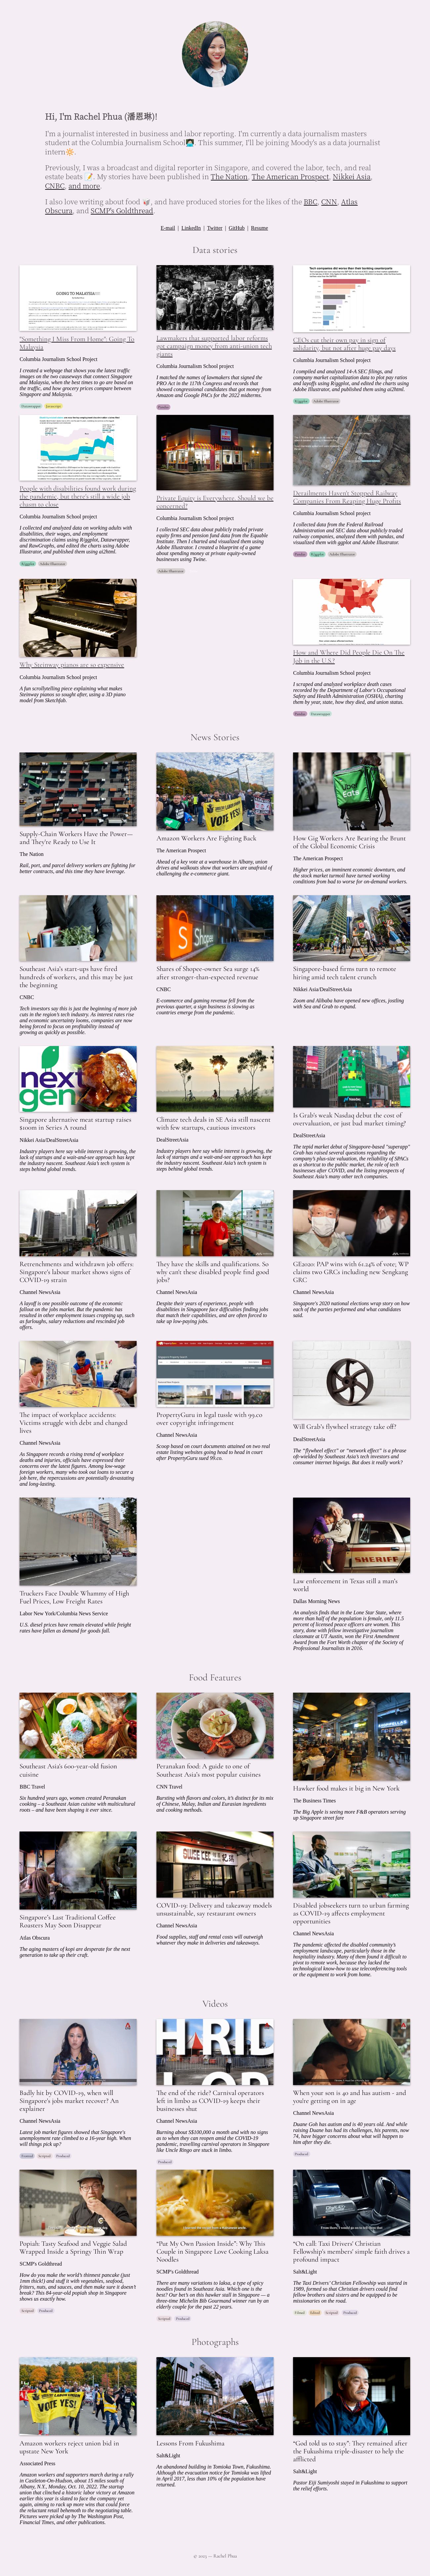 Hi, I'm Rachel Phua (潘恩琳)!
I'm a journalist interested in business and labor reporting. I'm currently a data journalism masters
student at the Columbia Journalism School👩🏻‍💻. This summer, I'll be joining Moody's as a data journalism
intern🔆.
Previously, I was a broadcast and digital reporter in Singapore, and covered the labor, tech, and real
estate beats 📝. My stories have been published in The Nation, The American Prospect, Nikkei Asia,
CNBC, and more.
I also love writing about food 🥡, and have produced stories for the likes of the BBC, CNN, Atlas
Obscura, and SCMP's Goldthread.
E-mail | LinkedIn | Twitter | GitHub | Resume
Data stories
"Something I Miss From Home": Going To
Malaysia
Columbia Journalism School Project
I created a webpage that shows you the latest traffic
images on the two causeways that connect Singapore
and Malaysia, when the best time to go are based on
the traffic, and how grocery prices compare between
Singapore and Malaysia.
Lawmakers that supported labor reforms
got campaign money from anti-union tech
giants
Columbia Journalism School project
I matched the names of lawmakers that signed the
PRO Act in the 117th Congress and records that
showed congressional candidates that got money from
Amazon and Google PACs for the 2022 midterms.
CEOs cut their own pay in sign of
solidarity, but not after huge pay days
Columbia Journalism School project
I compiled and analyzed 14-A SEC filings, and
company market capitalization data to plot pay ratios
and layoffs using R/ggplot, and edited the charts using
Adobe Illustrator, and published them using ai2html.
People with disabilities found work during
the pandemic, but there's still a wide job
chasm to close
Columbia Journalism School project
I collected and analyzed data on working adults with
disabilities, their wages, and employment
discrimination claims using R/ggplot, Datawrapper,
and RawGraphs, and edited the charts using Adobe
Illustrator, and published them using ai2html.
Private Equity is Everywhere. Should we be
concerned?
Columbia Journalism School project
I collected SEC data about publicly traded private
equity firms and pension fund data from the Equable
Institute. Then I charted and visualized them using
Adobe Illustrator. I created a blueprint of a game
about spending money at private equity-owned
businesses using Twine.
Derailments Haven't Stopped Railway
Companies From Reaping Huge Profits
Columbia Journalism School project
I collected data from the Federal Railroad
Administration and SEC data about publicly traded
railway companies, analyzed them with pandas, and
visualized them with ggplot and Adobe Illustrator.
Why Steinway pianos are so expensive
Columbia Journalism School project
A fun scrollytelling piece explaining what makes
Steinway pianos so sought after, using a 3D piano
model from Sketchfab.
How and Where Did People Die On The
Job in the U.S.?
Columbia Journalism School project
I scraped and analyzed workplace death cases
recorded by the Department of Labor's Occupational
Safety and Health Administration (OSHA), charting
them by year, state, how they died, and union status.
News Stories
Supply-Chain Workers Have the Power—
and They're Ready to Use It
The Nation
Rail, port, and parcel delivery workers are fighting for
better contracts, and this time they have leverage.
Amazon Workers Are Fighting Back
The American Prospect
Ahead of a key vote at a warehouse in Albany, union
drives and walkouts show that workers are unafraid of
challenging the e-commerce grant.
How Gig Workers Are Bearing the Brunt
of the Global Economic Crisis
The American Prospect
Higher prices, an imminent economic downturn, and
the stock market turmoil have turned working
conditions from bad to worse for on-demand workers.
Southeast Asia's start-ups have fired
hundreds of workers, and this may be just
the beginning
CNBC
Tech investors say this is just the beginning of more job
cuts in the region's tech industry. As interest rates rise
and economic uncertainty looms, companies are now
being forced to focus on profitability instead of
growing as quickly as possible.
Shares of Shopee-owner Sea surge 14%
after stronger-than-expected revenue
CNBC
E-commerce and gaming revenue fell from the
previous quarter, a sign business is slowing as
countries emerge from the pandemic.
Singapore-based firms turn to remote
hiring amid tech talent crunch
Nikkei Asia/DealStreetAsia
Zoom and Alibaba have opened new offices, jostling
with Sea and Grab to expand.
Singapore alternative meat startup raises
$100m in Series A round
Nikkei Asia/DealStreetAsia
Industry players here say while interest is growing, the
lack of startups and a wait-and-see approach has kept
the industry nascent. Southeast Asia's tech system is
steps behind global trends.
Climate tech deals in SE Asia still nascent
with few startups, cautious investors
DealStreetAsia
Industry players here say while interest is growing, the
lack of startups and a wait-and-see approach has kept
the industry nascent. Southeast Asia's tech system is
steps behind global trends.
Is Grab's weak Nasdaq debut the cost of
overvaluation, or just bad market timing?
DealStreetAsia
The tepid market debut of Singapore-based "superapp"
Grab has raised several questions regarding the
company's plus-size valuation, the reliability of SPACs
as a shortcut to the public market, the role of tech
businesses after COVID, and the listing prospects of
Southeast Asia's many other tech companies.
Retrenchments and withdrawn job offers:
Singapore's labour market shows signs of
COVID-19 strain
Channel NewsAsia
A layoff is one possible outcome of the economic
fallout on the job market. But the pandemic has
resulted in other employment issues cropping up, such
as furloughs, salary reductions and rescinded job
offers.
They have the skills and qualifications. So
why can't these disabled people find good
jobs?
Channel NewsAsia
Despite their years of experience, people with
disabilities in Singapore face difficulties finding jobs
that match their capabilities, and are often forced to
take up low-paying jobs.
GE2020: PAP wins with 61.24% of vote; WP
claims two GRCs including new Sengkang
GRC
Channel NewsAsia
Singapore's 2020 national elections wrap story on how
each of the parties performed and what candidates
said.
The impact of workplace accidents:
Victims struggle with debt and changed
lives
Channel NewsAsia
As Singapore records a rising trend of workplace
deaths and injuries, officials have expressed their
concerns over the latest figures. Among low-wage
foreign workers, many who took out loans to secure a
job here, the repercussions are potentially devastating
and long-lasting.
PropertyGuru in legal tussle with 99.co
over copyright infringement
Channel NewsAsia
Scoop based on court documents attained on two real
estate listing websites going head to head in court
after PropertyGuru sued 99.co.
Will Grab's flywheel strategy take off?
DealStreetAsia
The "flywheel effect" or "network effect" is a phrase
oft-wielded by Southeast Asia's tech investors and
consumer internet bigwigs. But does it really work?
Truckers Face Double Whammy of High
Fuel Prices, Low Freight Rates
Labor New York/Columbia News Service
U.S. diesel prices have remain elevated while freight
rates have fallen as demand for goods fall.
Law enforcement in Texas still a man's
world
Dallas Morning News
An analysis finds that in the Lone Star State, where
more than half of the population is female, only 11.5
percent of licensed peace officers are women. This
story, done with fellow investigative journalism
classmate at UT Austin, won the First Amendment
Award from the Fort Worth chapter of the Society of
Professional Journalists in 2016.
Food Features
Southeast Asia's 600-year-old fusion
cuisine
BBC Travel
Six hundred years ago, women created Peranakan
cooking – a Southeast Asian cuisine with multicultural
roots – and have been shaping it ever since.
Peranakan food: A guide to one of
Southeast Asia's most popular cuisines
CNN Travel
Bursting with flavors and colors, it's distinct for its mix
of Chinese, Malay, Indian and Eurasian ingredients
and cooking methods.
Hawker food makes it big in New York
The Business Times
The Big Apple is seeing more F&B operators serving
up Singapore street fare
Singapore's Last Traditional Coffee
Roasters May Soon Disappear
Atlas Obscura
The aging masters of kopi are desperate for the next
generation to take up their craft.
COVID-19: Delivery and takeaway models
unsustainable, say restaurant owners
Channel NewsAsia
Food supplies, staff and rental costs will outweigh
whatever they make in deliveries and takeaways.
Disabled jobseekers turn to urban farming
as COVID-19 affects employment
opportunities
Channel NewsAsia
The pandemic affected the disabled community's
employment landscape, particularly those in the
hospitality industry. Many of them found it difficult to
pivot to remote work, because they lacked the
technological know-how to use teleconferencing tools
or the equipment to work from home.
Videos
Badly hit by COVID-19, when will
Singapore's jobs market recover? An
explainer
Channel NewsAsia
Latest job market figures showed that Singapore's
unemployment rate climbed to a 16-year high. When
will things pick up?
The end of the ride? Carnival operators
left in limbo as COVID-19 keeps their
businesses shut
Channel NewsAsia
Burning about S$100,000 a month and with no signs
as to when they can reopen amid the COVID-19
pandemic, travelling carnival operators in Singapore
like Uncle Ringo are stuck in limbo.
When your son is 40 and has autism - and
you're getting on in age
Channel NewsAsia
Duane Goh has autism and is 40 years old. And while
raising Duane has had its challenges, his parents, now
74, have bigger concerns about what will happen to
him after they die.
Popiah: Tasty Seafood and Veggie Salad
Wrapped Inside a Springy Thin Wrap
SCMP's Goldthread
How do you make the world's thinnest pancake (just
1mm thick!) and stuff it with vegetables, seafood,
fritters, nuts, and sauces, and then make sure it doesn't
break? This 84-year-old popiah shop in Singapore
shows us exactly how.
"Put My Own Passion Inside": Why This
Couple in Singapore Love Cooking Laksa
Noodles
SCMP's Goldthread
There are many variations to laksa, a type of spicy
noodles found in Southeast Asia. Which one is the
best? Our bet's on this hawker stall in Singapore — a
three-time Michelin Bib Gourmand winner run by an
elderly couple for the past 22 years.
"On call: Taxi Drivers' Christian
Fellowship's members' simple faith drives a
profound impact
Salt&Light
The Taxi Drivers' Christian Fellowship was started in
1989, formed so that Christian drivers could find
fellow brothers and sisters and be equipped to be
missionaries on the road.
Photographs
Amazon workers reject union bid in
upstate New York
Associated Press
Amazon workers and supporters march during a rally
in Castleton-On-Hudson, about 15 miles south of
Albany, N.Y., Monday, Oct. 10, 2022. The startup
union that clinched a historic labor victory at Amazon
earlier this year is slated to face the company yet
again, aiming to rack up more wins that could force
the reluctant retail behemoth to the negotiating table.
Pictures were picked up by The Washington Post,
Financial Times, and other publications.
Lessons From Fukushima
Salt&Light
An abandoned building in Tomioka Town, Fukushima.
Although the evacuation notice for Tomioka was lifted
in April 2017, less than 10% of the population have
returned.
"God told us to stay": They remained after
the Fukushima triple-disaster to help the
afflicted
Salt&Light
Pastor Eiji Sumiyoshi stayed in Fukushima to support
the relief efforts.
© 2023 — Rachel Phua